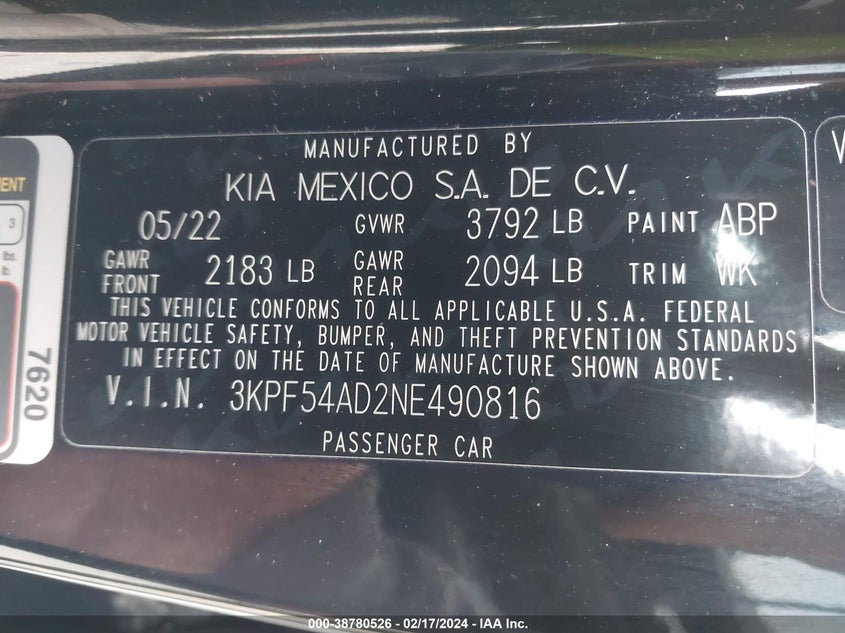 MANUFACTURED BY
KIA MEXICO S.A. DE C.V.
05/22 GVWR 3792 LB PAINT ABP
GAWR FRONT 2183 LB GAWR REAR 2094 LB TRIM WK
THIS VEHICLE CONFORMS TO ALL APPLICABLE U.S.A. FEDERAL
MOTOR VEHICLE SAFETY, BUMPER, AND THEFT PREVENTION STANDARDS
IN EFFECT ON THE DATE OF MANUFACTURE SHOWN ABOVE.
V.I.N. 3KPF54AD2NE490816
PASSENGER CAR
3
lbs.
lb.
7620
V
000-38780526 - 02/17/2024 - IAA Inc.